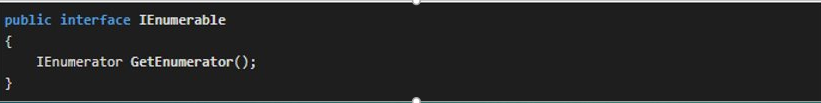 public interface IEnumerable
{
    IEnumerator GetEnumerator();
}